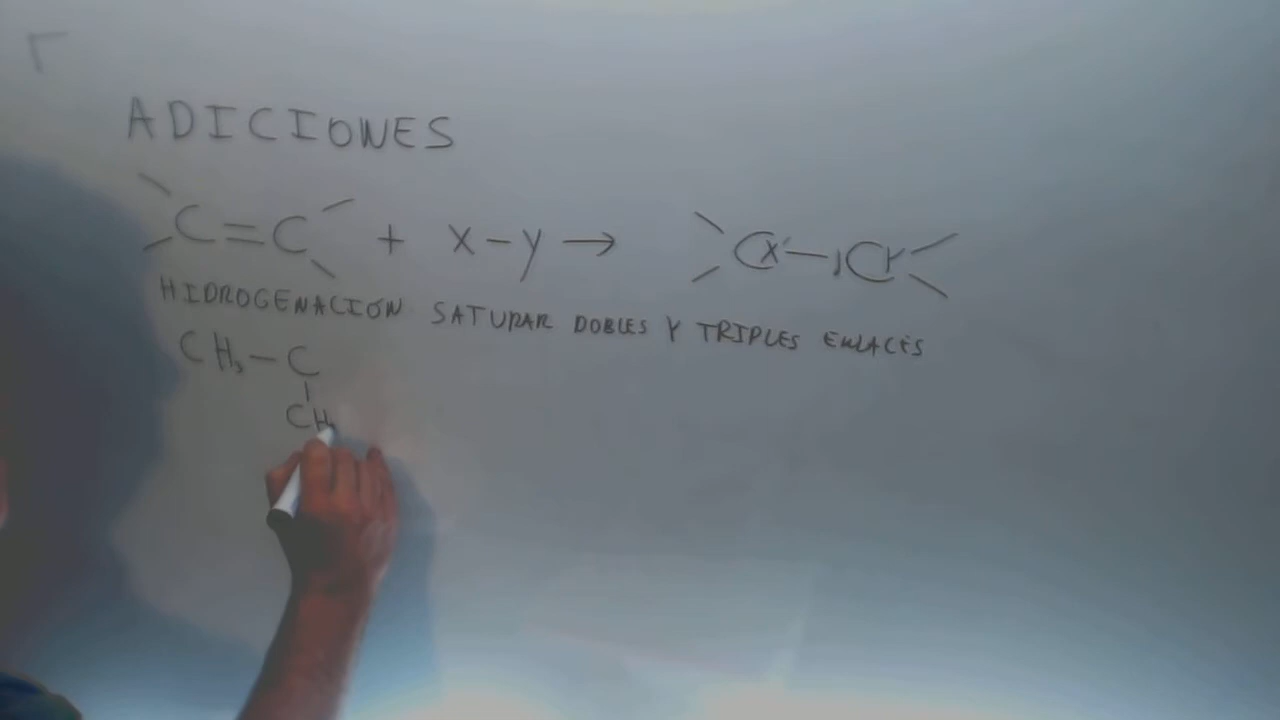 ADICIONES
C=C + X-Y → C-C
HIDROGENACIÓN SATURAR DOBLES Y TRIPLES ENLACES
CH₃-C
CH